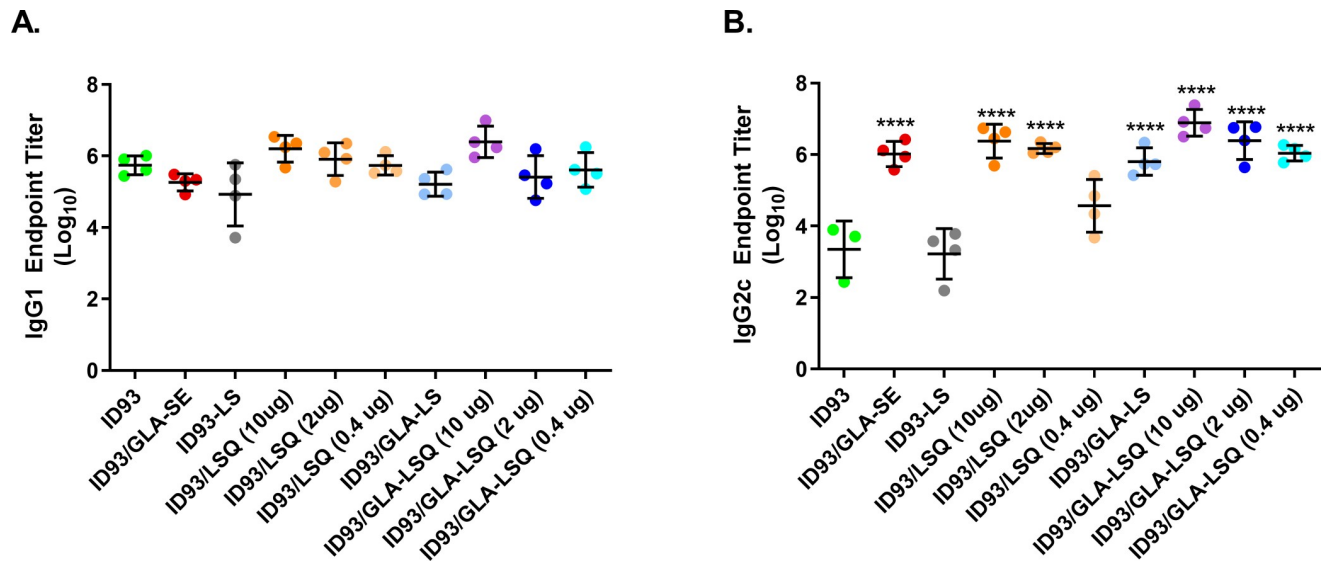 A.
IgG1 Endpoint Titer
(Log10)
8
6
4
2
0
ID93
ID93/GLA-SE
ID93-LS
ID93/LSQ (10ug)
ID93/LSQ (2ug)
ID93/LSQ (0.4 ug)
ID93/GLA-LS
ID93/GLA-LSQ (10 ug)
ID93/GLA-LSQ (2 ug)
ID93/GLA-LSQ (0.4 ug)
B.
IgG2c Endpoint Titer
(Log10)
8
6
4
2
0
****
****
****
****
****
****
****
ID93
ID93/GLA-SE
ID93-LS
ID93/LSQ (10ug)
ID93/LSQ (2ug)
ID93/LSQ (0.4 ug)
ID93/GLA-LS
ID93/GLA-LSQ (10 ug)
ID93/GLA-LSQ (2 ug)
ID93/GLA-LSQ (0.4 ug)